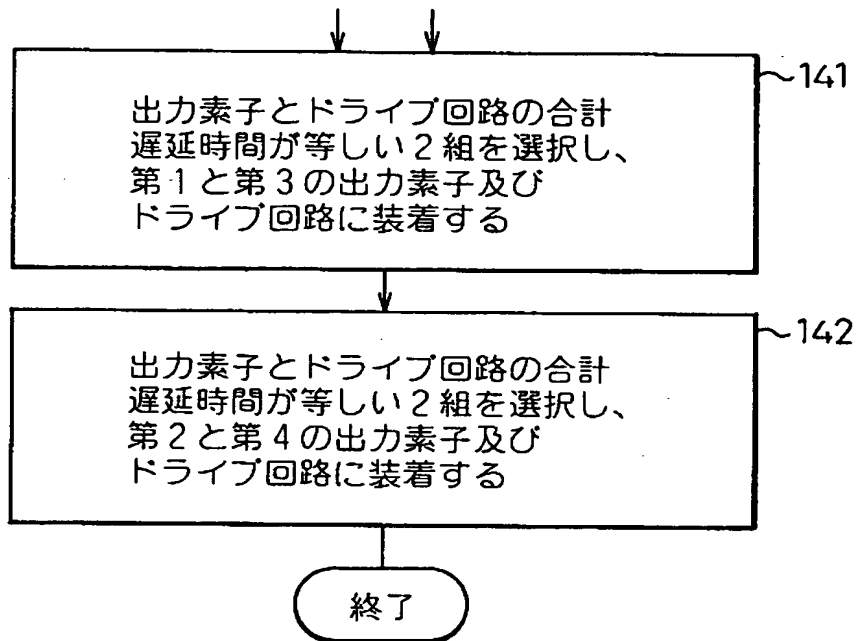 141
出力素子とドライブ回路の合計
遅延時間が等しい2組を選択し、
第1と第3の出力素子及び
ドライブ回路に装着する
142
出力素子とドライブ回路の合計
遅延時間が等しい2組を選択し、
第2と第4の出力素子及び
ドライブ回路に装着する
終了